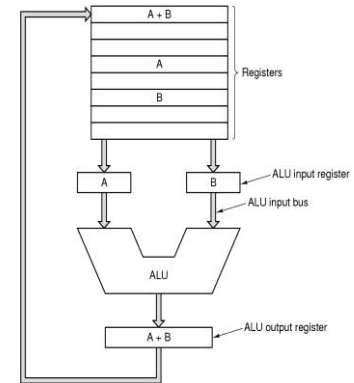 A + B
A
Registers
B
A
B
ALU input register
ALU input bus
ALU
A + B
ALU output register